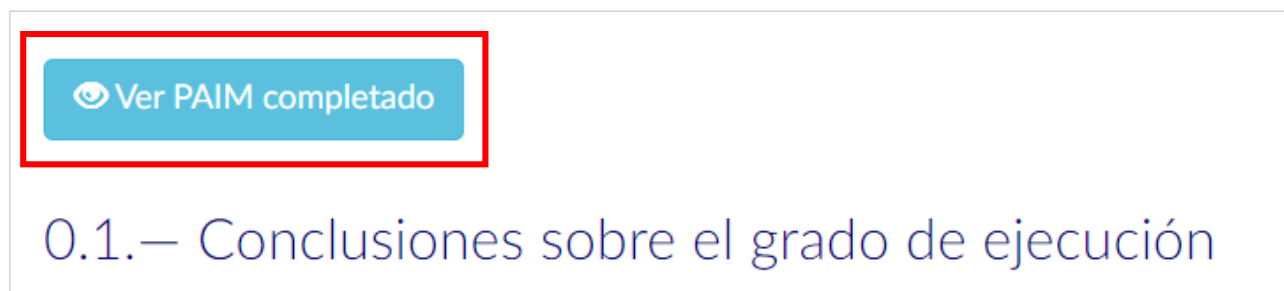 Ver PAIM completado
0.1.— Conclusiones sobre el grado de ejecución